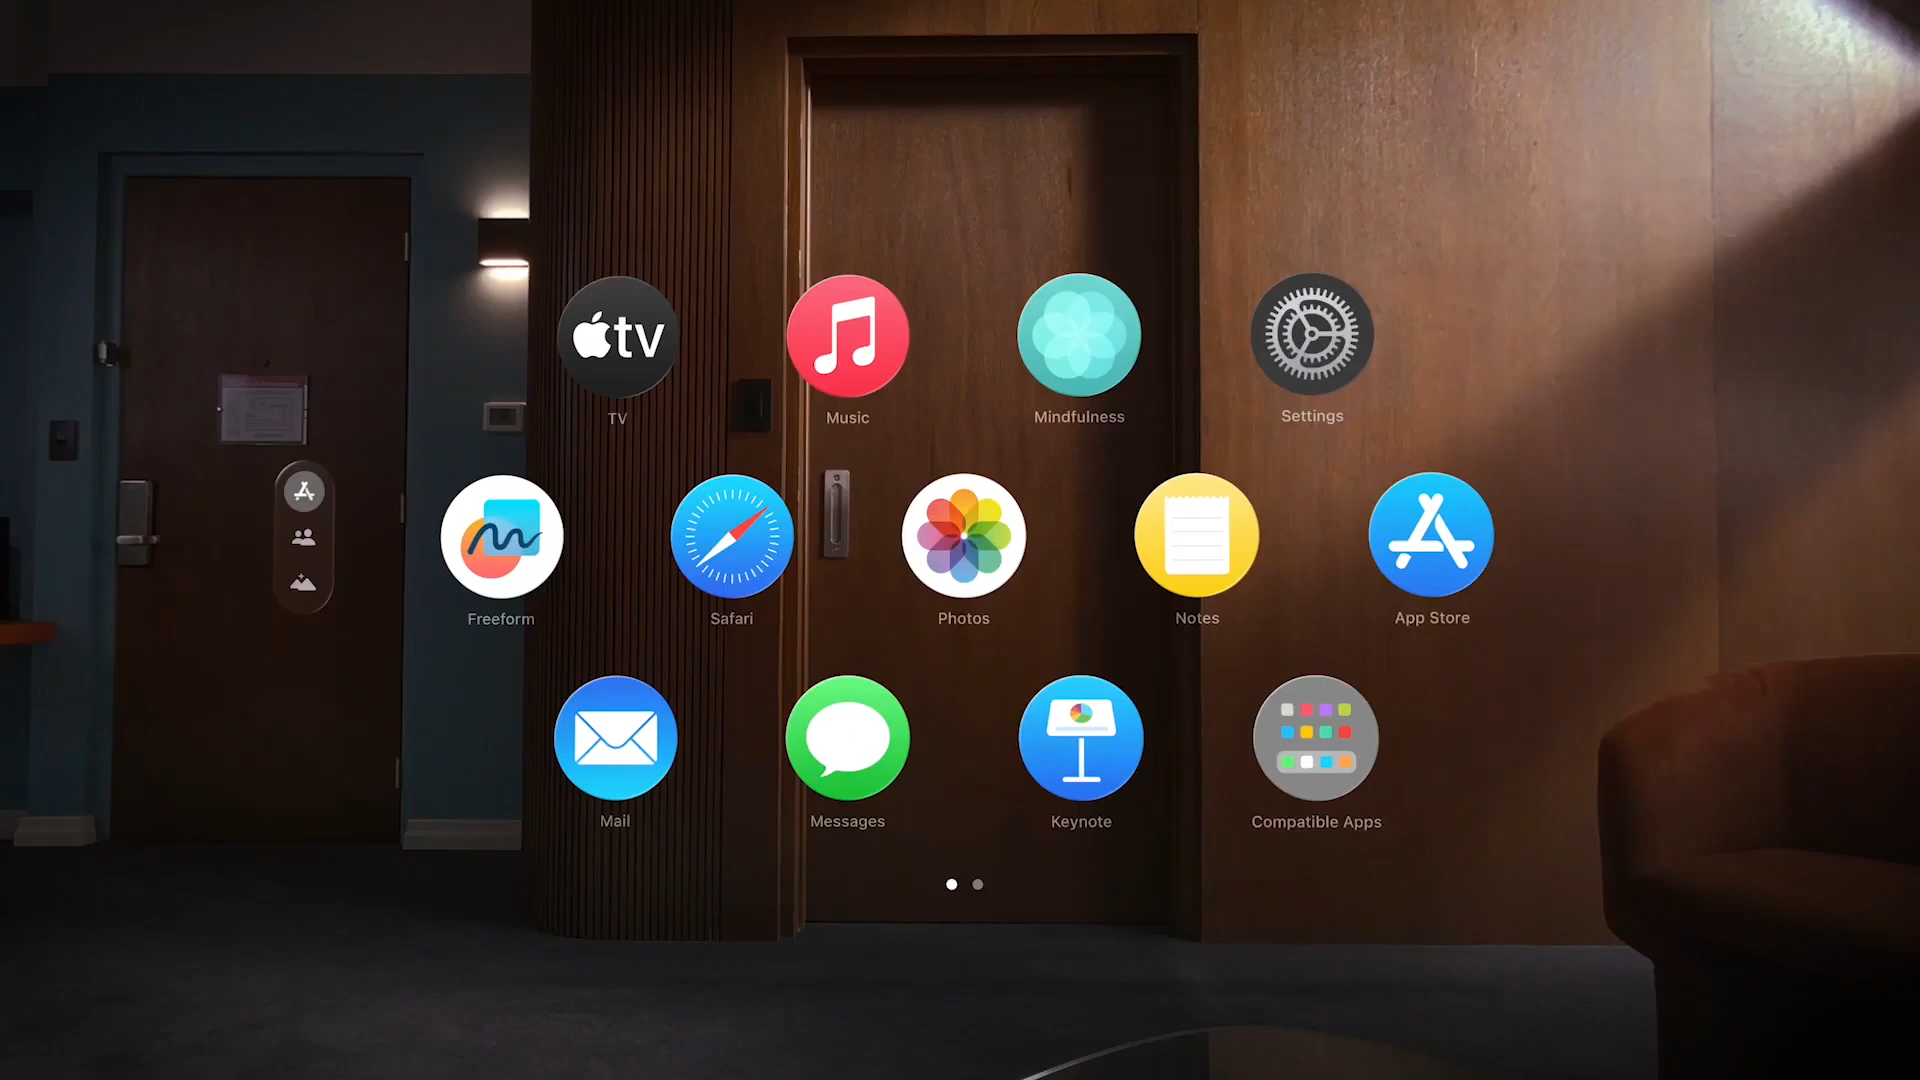 tv
TV
Music
Mindfulness
Settings
Freeform
Safari
Photos
Notes
App Store
Mail
Messages
Keynote
Compatible Apps